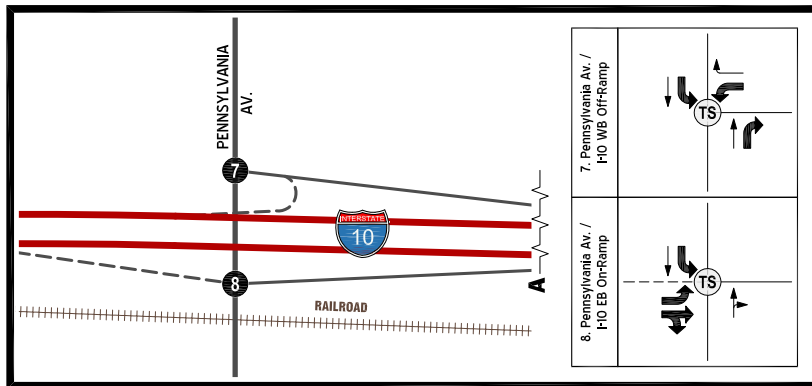 PENNSYLVANIA
AV.
7
INTERSTATE
10
8
RAILROAD
A
7. Pennsylvania Av. /
I-10 WB Off-Ramp
TS
8. Pennsylvania Av. /
I-10 EB On-Ramp
TS